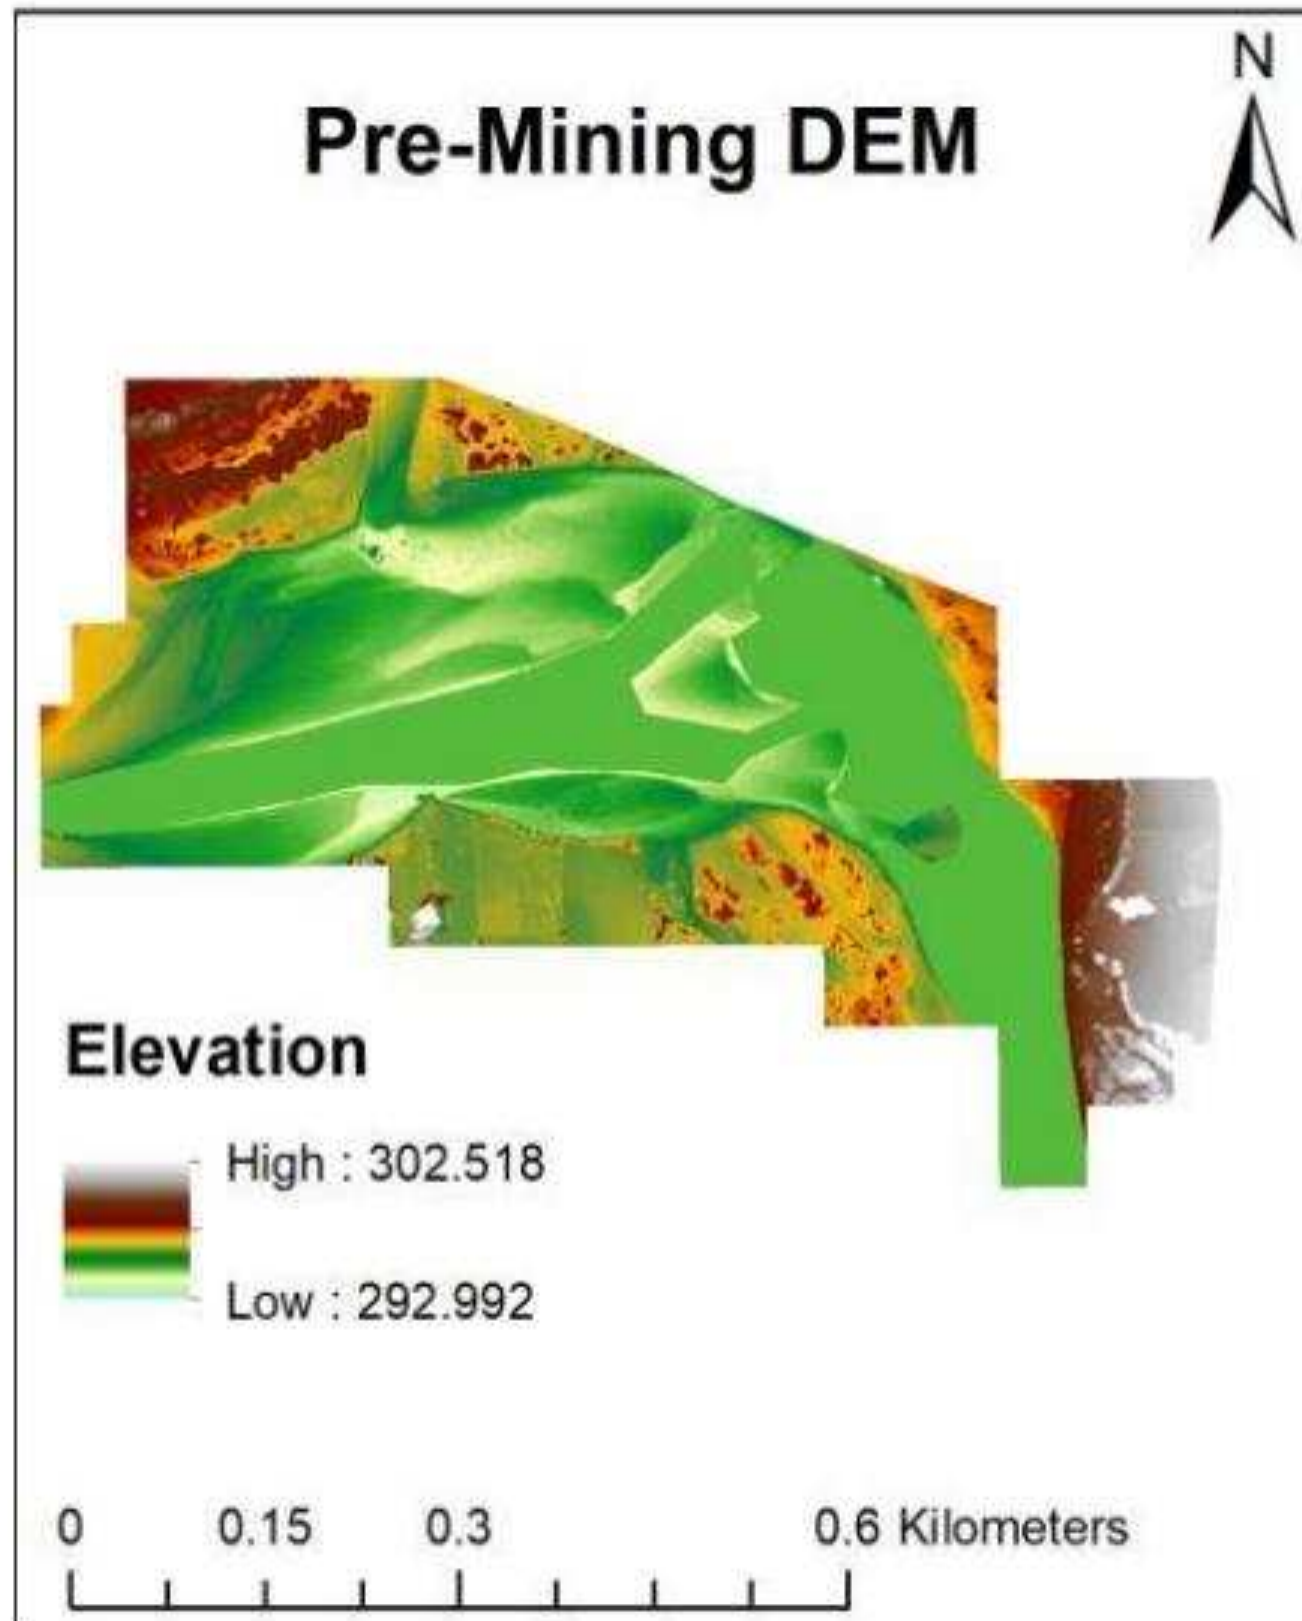 N
Pre-Mining DEM
Elevation
High : 302.518
Low : 292.992
0 0.15 0.3 0.6 Kilometers